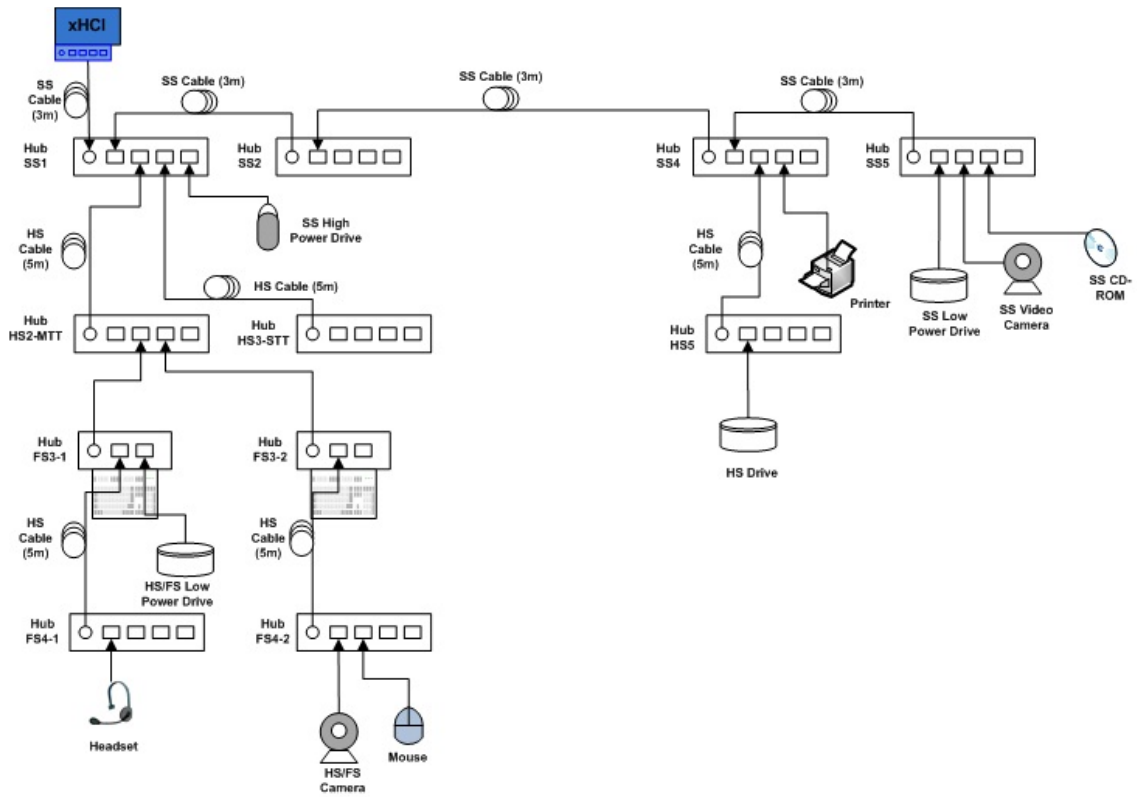 xHCI
SS
Cable
(3m)
SS Cable (3m)
SS Cable (3m)
SS Cable (3m)
Hub
SS1
Hub
SS2
Hub
SS4
Hub
SS5
SS High
Power Drive
HS
Cable
(5m)
HS Cable (5m)
HS
Cable
(5m)
Printer
SS Low
Power Drive
SS Video
Camera
SS CD-
ROM
Hub
HS2-MTT
Hub
HS3-STT
Hub
HS5
Hub
FS3-1
Hub
FS3-2
HS Drive
HS
Cable
(5m)
HS
Cable
(5m)
HS/FS Low
Power Drive
Hub
FS4-1
Hub
FS4-2
Headset
HS/FS
Camera
Mouse